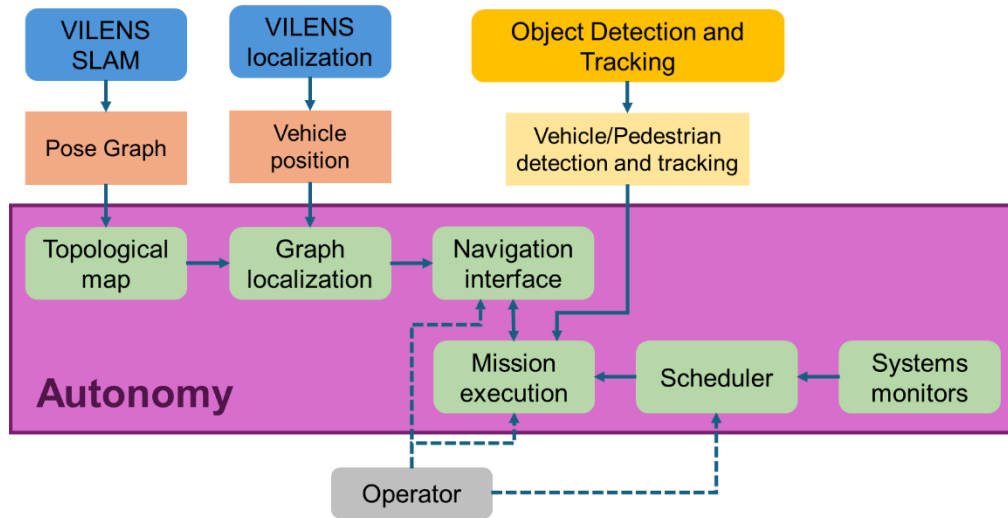 VILENS
SLAM
VILENS
localization
Object Detection and
Tracking
Pose Graph
Vehicle
position
Vehicle/Pedestrian
detection and tracking
Topological
map
Graph
localization
Navigation
interface
Mission
execution
Scheduler
Systems
monitors
Autonomy
Operator